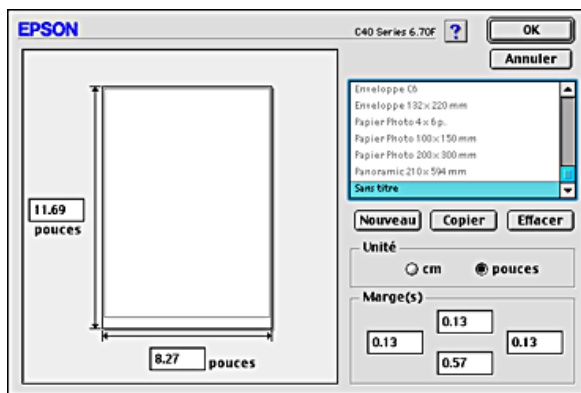 EPSON
C40 Series 6.70F
?
OK
Annuler
Enveloppe C6
Enveloppe 132×220 mm
Papier Photo 4×6 p.
Papier Photo 100×150 mm
Papier Photo 200×300 mm
Panoramic 210×594 mm
Sans titre
11.69
pouces
8.27 pouces
Nouveau Copier Effacer
Unité
cm pouces
Marge(s)
0.13
0.13 0.13
0.57